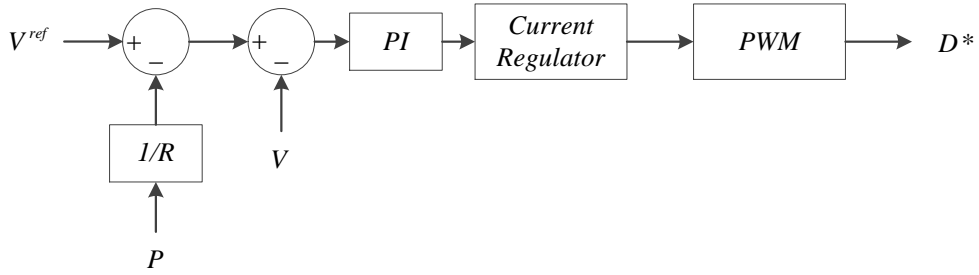 V^ref
+
−
+
−
PI
Current
Regulator
PWM
D*
1/R
V
P